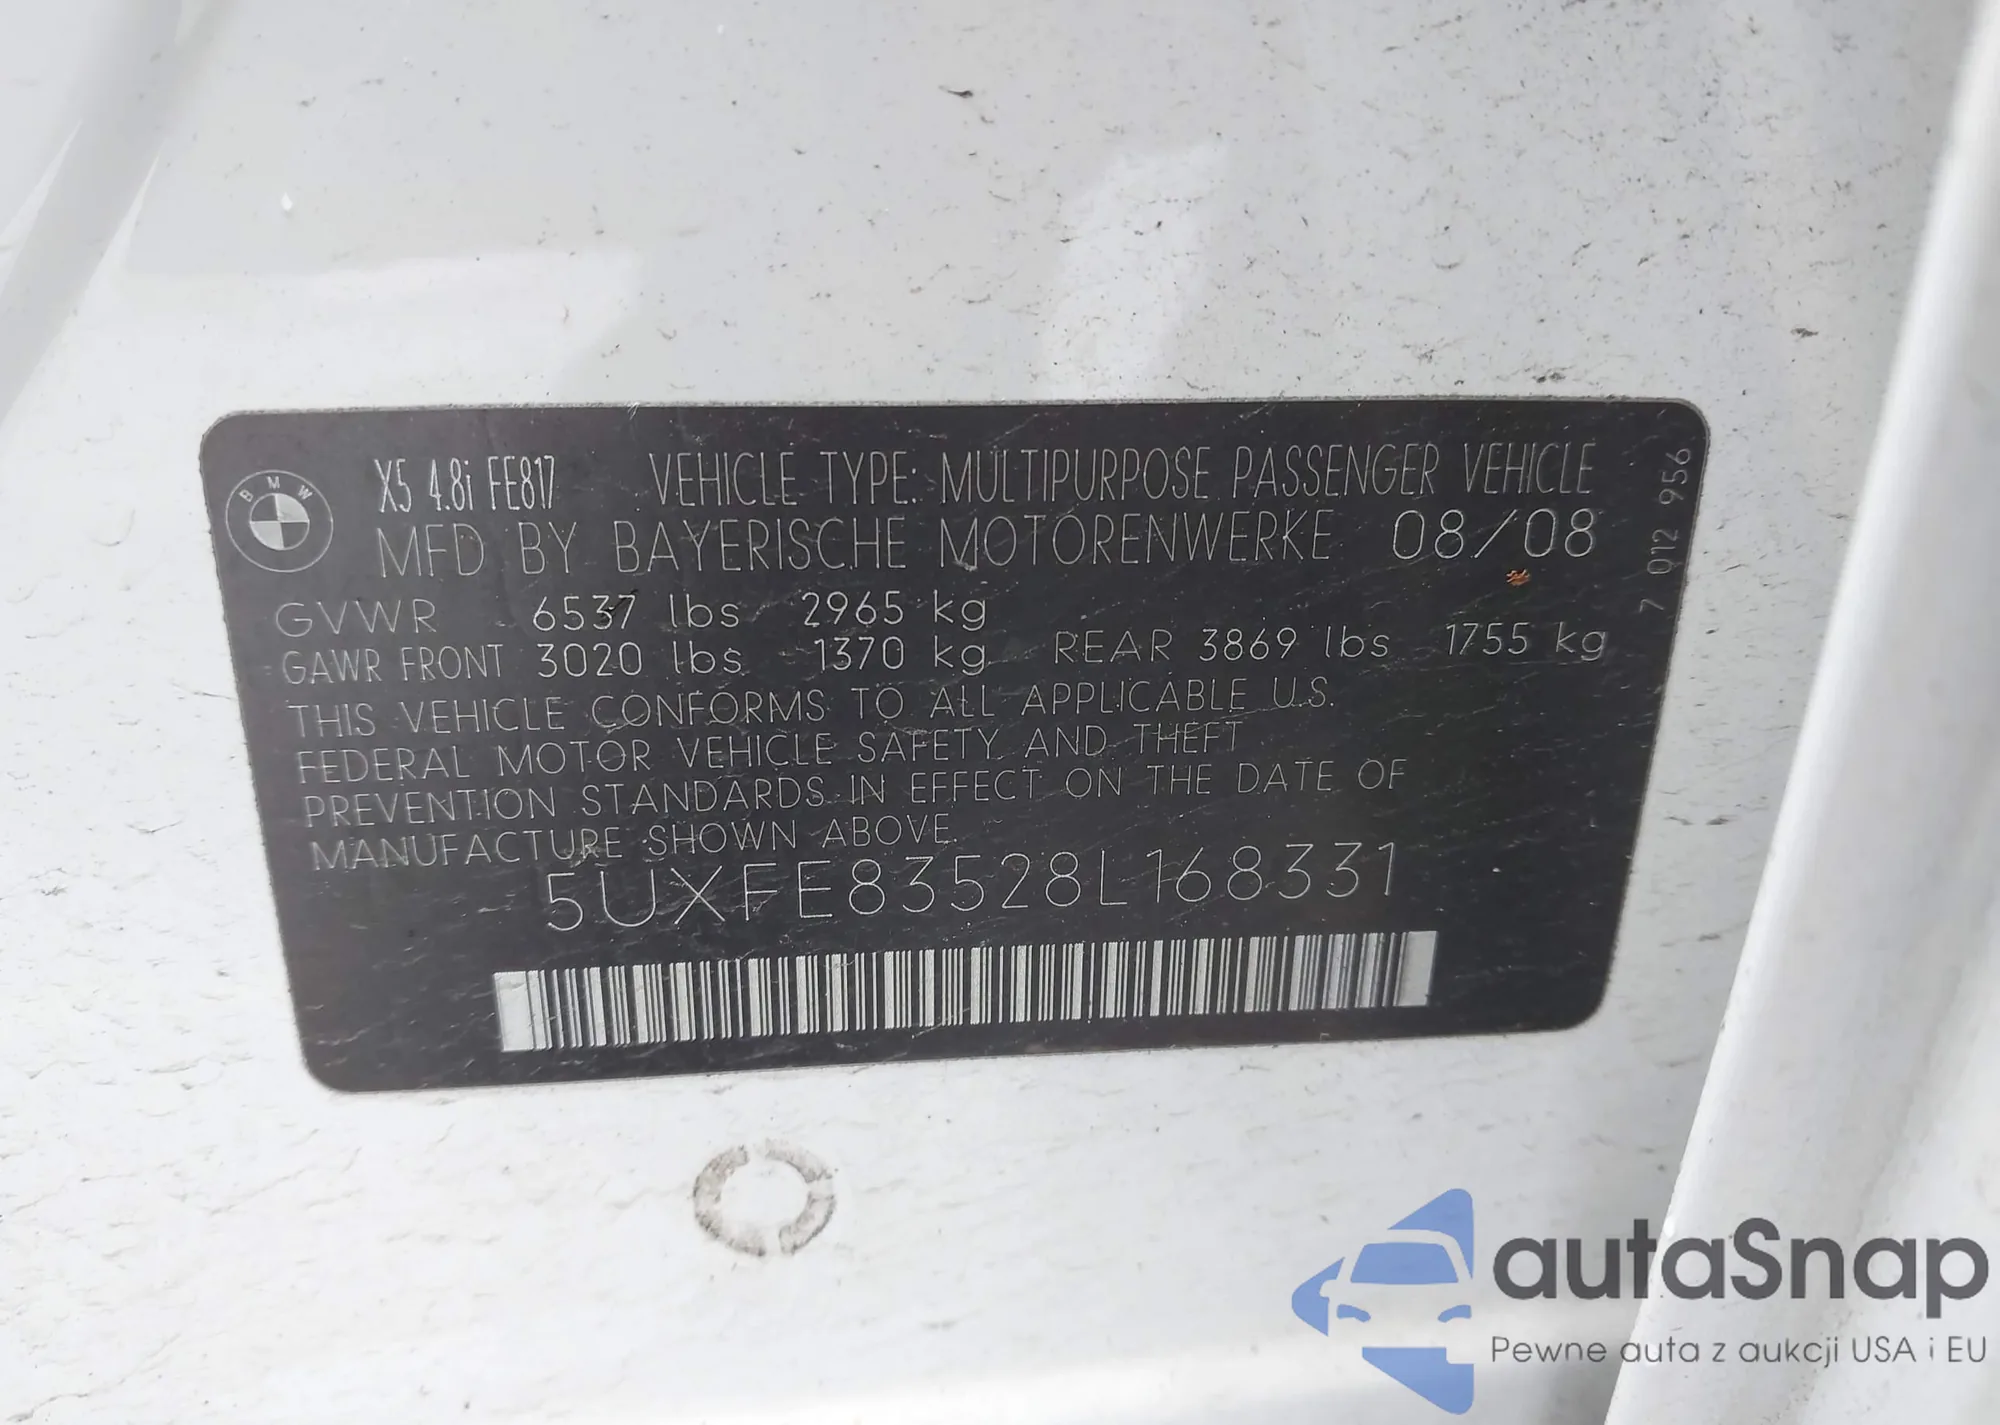 BMW
X5 4.8i FE817 VEHICLE TYPE: MULTIPURPOSE PASSENGER VEHICLE
MFD BY BAYERISCHE MOTORENWERKE 08/08
GVWR 6537 lbs 2965 kg
GAWR FRONT 3020 lbs 1370 kg REAR 3869 lbs 1755 kg
THIS VEHICLE CONFORMS TO ALL APPLICABLE U.S.
FEDERAL MOTOR VEHICLE SAFETY AND THEFT
PREVENTION STANDARDS IN EFFECT ON THE DATE OF
MANUFACTURE SHOWN ABOVE.
5UXFE83528L168331
7 012 956
autaSnap
Pewne auta z aukcji USA i EU